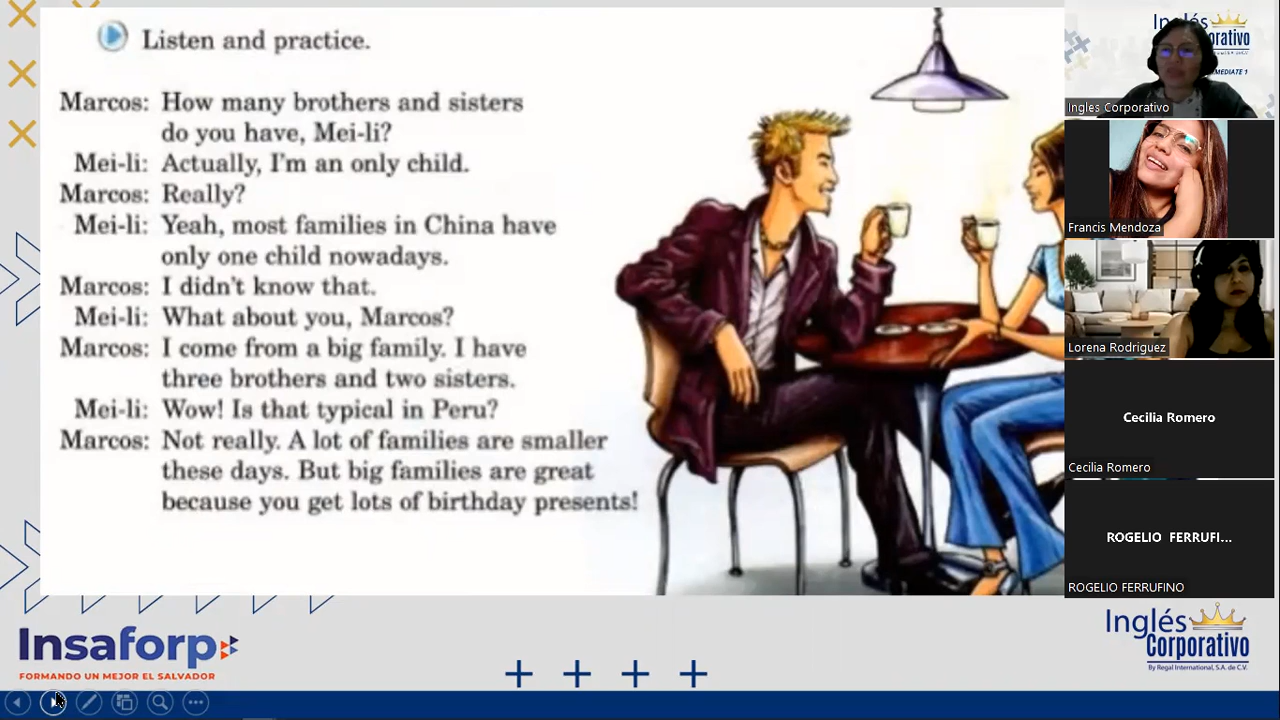 Listen and practice.
Marcos: How many brothers and sisters
do you have, Mei-li?
Mei-li: Actually, I'm an only child.
Marcos: Really?
Mei-li: Yeah, most families in China have
only one child nowadays.
Marcos: I didn't know that.
Mei-li: What about you, Marcos?
Marcos: I come from a big family. I have
three brothers and two sisters.
Mei-li: Wow! Is that typical in Peru?
Marcos: Not really. A lot of families are smaller
these days. But big families are great
because you get lots of birthday presents!
Insaforp
FORMANDO UN MEJOR EL SALVADOR
Inglés
Corporativo
By Regal International, S.A. de C.V.
Inglés
Ingles Corporativo
Francis Mendoza
Lorena Rodriguez
Cecilia Romero
Cecilia Romero
ROGELIO FERRUFI...
ROGELIO FERRUFINO